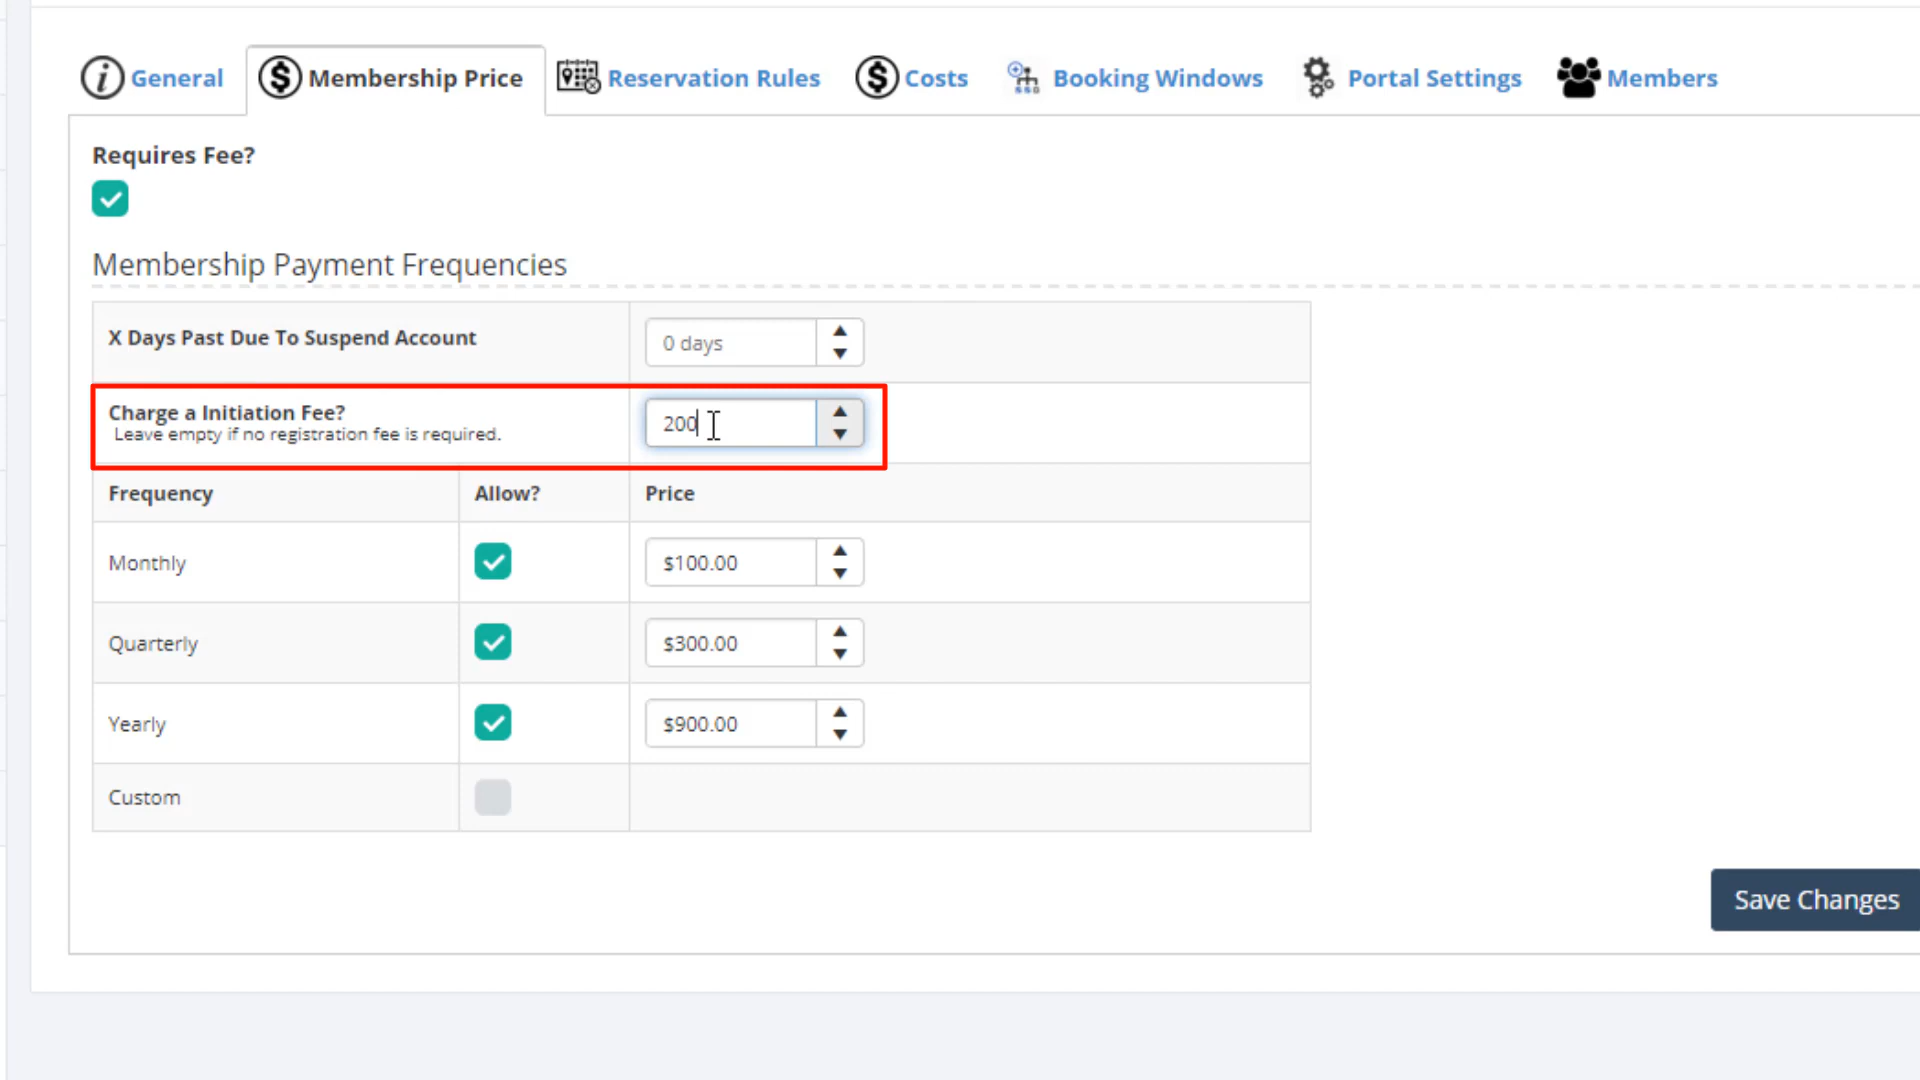 General
Membership Price
Reservation Rules
Costs
Booking Windows
Portal Settings
Members
Requires Fee?
Membership Payment Frequencies
X Days Past Due To Suspend Account
0 days
Charge a Initiation Fee?
Leave empty if no registration fee is required.
200
Frequency Allow? Price
Monthly $100.00
Quarterly $300.00
Yearly $900.00
Custom
Save Changes